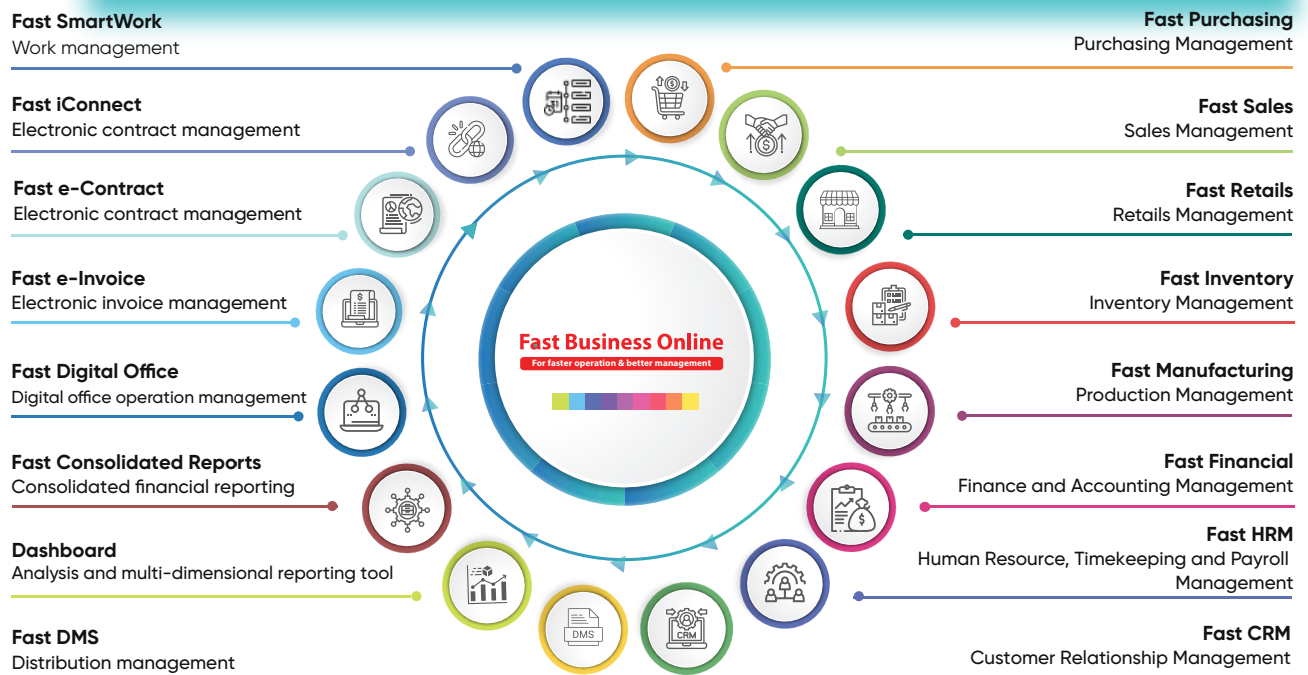 Fast SmartWork
Work management
Fast iConnect
Electronic contract management
Fast e-Contract
Electronic contract management
Fast e-Invoice
Electronic invoice management
Fast Digital Office
Digital office operation management
Fast Consolidated Reports
Consolidated financial reporting
Dashboard
Analysis and multi-dimensional reporting tool
Fast DMS
Distribution management
Fast Business Online
For faster operation & better management
DMS
CRM
Fast Purchasing
Purchasing Management
Fast Sales
Sales Management
Fast Retails
Retails Management
Fast Inventory
Inventory Management
Fast Manufacturing
Production Management
Fast Financial
Finance and Accounting Management
Fast HRM
Human Resource, Timekeeping and Payroll
Management
Fast CRM
Customer Relationship Management